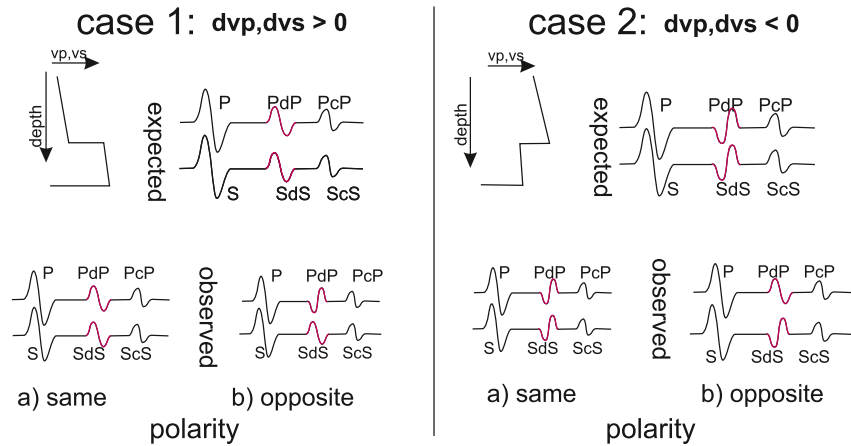 case 1: dvp,dvs > 0
vp,vs
depth
expected
P PdP PcP
S SdS ScS
observed
P PdP PcP
S SdS ScS
a) same
P PdP PcP
S SdS ScS
b) opposite
polarity
case 2: dvp,dvs < 0
vp,vs
depth
expected
P PdP PcP
S SdS ScS
observed
P PdP PcP
S SdS ScS
a) same
P PdP PcP
S SdS ScS
b) opposite
polarity